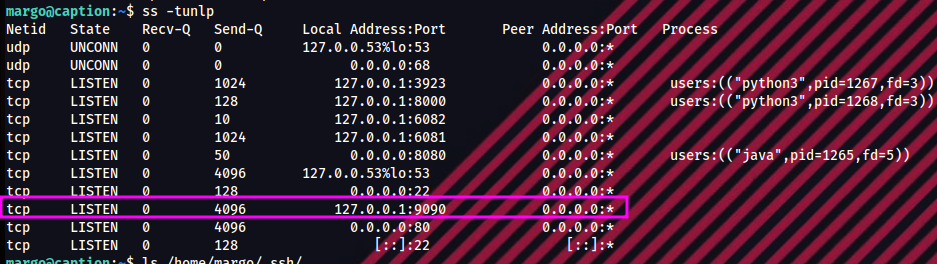 margo@caption:~$ ss -tunlp
Netid State Recv-Q Send-Q Local Address:Port Peer Address:Port Process
udp UNCONN 0 0 127.0.0.53%lo:53 0.0.0.0:*
udp UNCONN 0 0 0.0.0.0:68 0.0.0.0:*
tcp LISTEN 0 1024 127.0.0.1:3923 0.0.0.0:* users:(("python3",pid=1267,fd=3))
tcp LISTEN 0 128 127.0.0.1:8000 0.0.0.0:* users:(("python3",pid=1268,fd=3))
tcp LISTEN 0 10 127.0.0.1:6082 0.0.0.0:*
tcp LISTEN 0 1024 127.0.0.1:6081 0.0.0.0:*
tcp LISTEN 0 50 0.0.0.0:8080 0.0.0.0:* users:(("java",pid=1265,fd=5))
tcp LISTEN 0 4096 127.0.0.53%lo:53 0.0.0.0:*
tcp LISTEN 0 128 0.0.0.0:22 0.0.0.0:*
tcp LISTEN 0 4096 127.0.0.1:9090 0.0.0.0:*
tcp LISTEN 0 4096 0.0.0.0:80 0.0.0.0:*
tcp LISTEN 0 128 [::]:22 [::]:*
margo@caption:~$ ls /home/margo/.ssh/